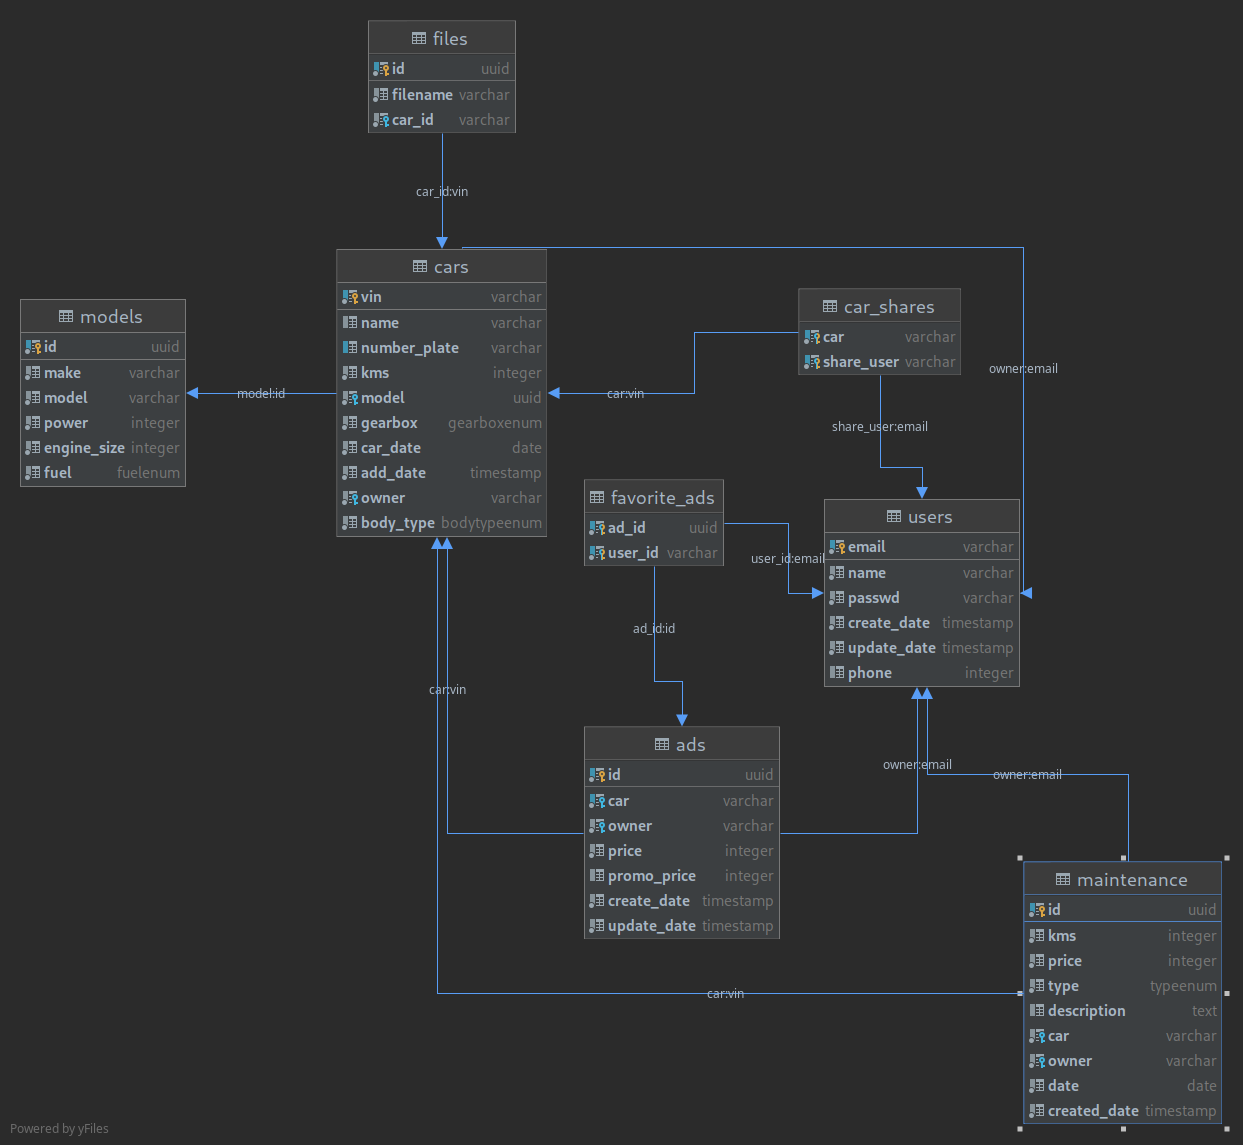 files
id uuid
filename varchar
car_id varchar
car_id:vin
cars
vin varchar
name varchar
number_plate varchar
kms integer
model uuid
gearbox gearboxenum
car_date date
add_date timestamp
owner varchar
body_type bodytypeenum
models
id uuid
make varchar
model varchar
power integer
engine_size integer
fuel fuelenum
model:id
car_shares
car varchar
share_user varchar
car:vin
owner:email
share_user:email
favorite_ads
ad_id uuid
user_id varchar
user_id:email
users
email varchar
name varchar
passwd varchar
create_date timestamp
update_date timestamp
phone integer
ad_id:id
car:vin
ads
id uuid
car varchar
owner varchar
price integer
promo_price integer
create_date timestamp
update_date timestamp
owner:email
owner:email
car:vin
maintenance
id uuid
kms integer
price integer
type typeenum
description text
car varchar
owner varchar
date date
created_date timestamp
Powered by yFiles